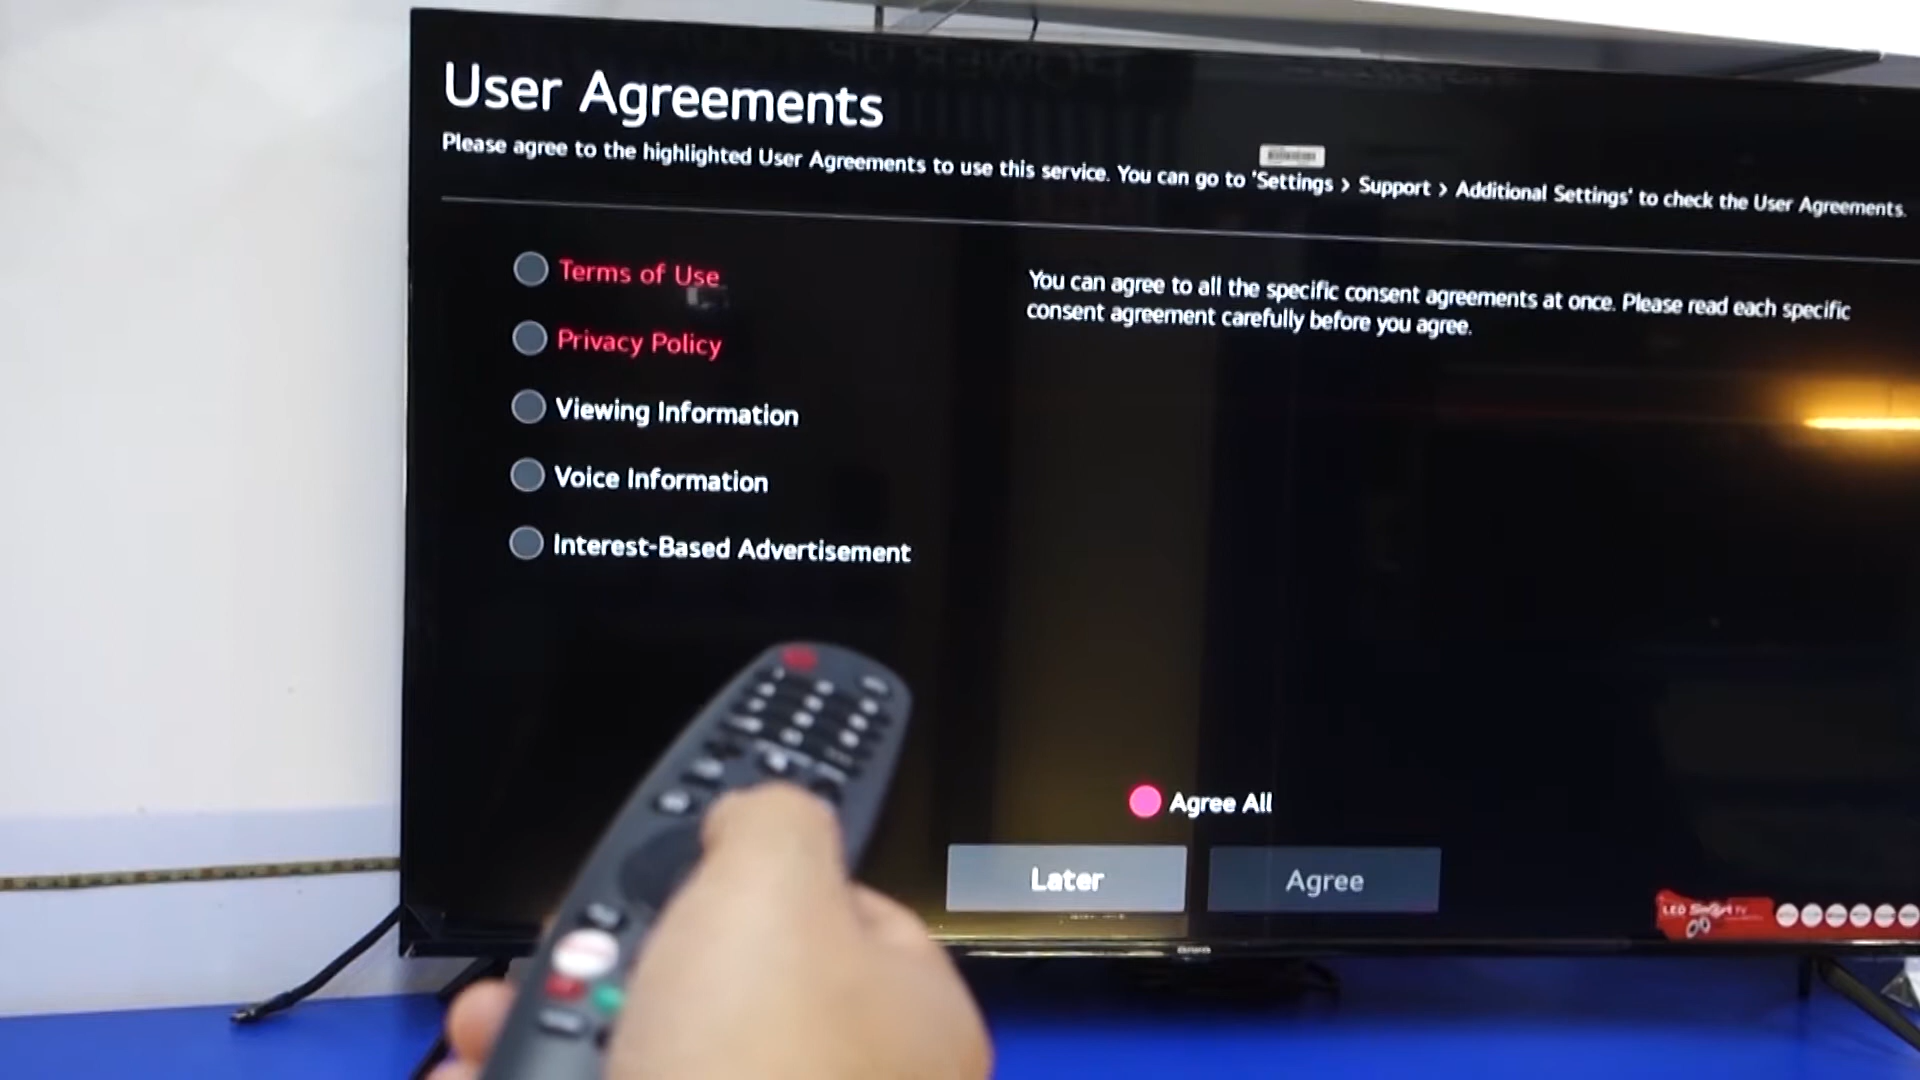 User Agreements
Please agree to the highlighted User Agreements to use this service. You can go to 'Settings > Support > Additional Settings' to check the User Agreements.
Terms of Use
Privacy Policy
Viewing Information
Voice Information
Interest-Based Advertisement
You can agree to all the specific consent agreements at once. Please read each specific
consent agreement carefully before you agree.
Agree All
Later
Agree
LED Smart TV